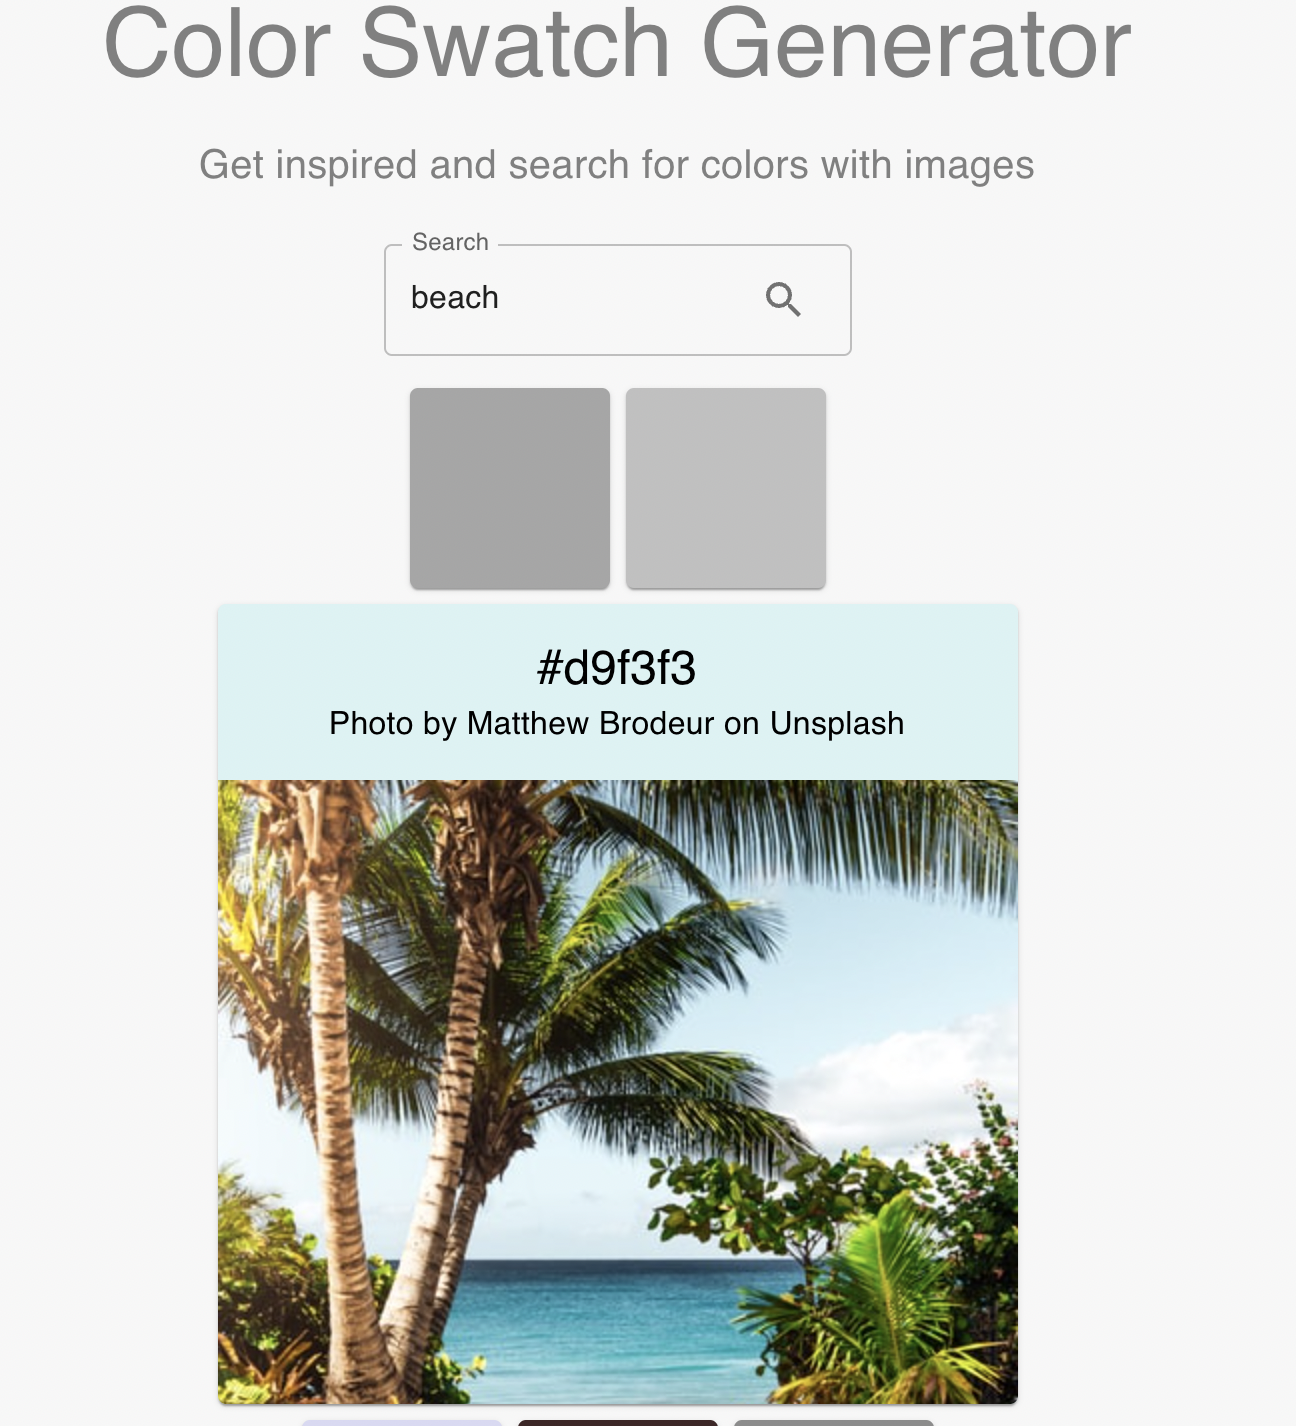 Color Swatch Generator
Get inspired and search for colors with images
Search
beach
#d9f3f3
Photo by Matthew Brodeur on Unsplash